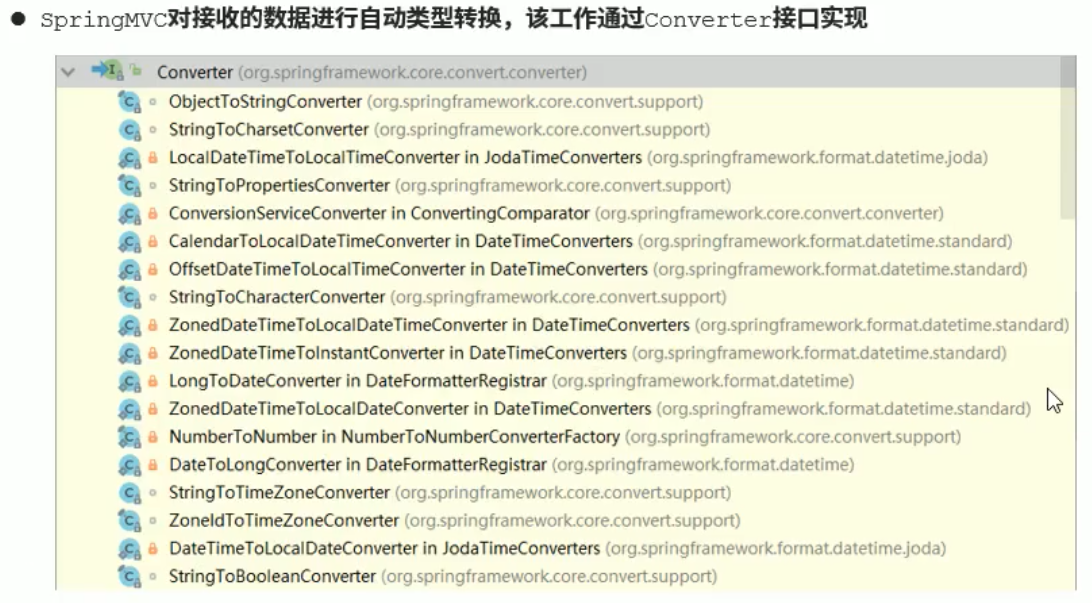 ● SpringMVC对接收的数据进行自动类型转换，该工作通过Converter接口实现
Converter (org.springframework.core.convert.converter)
ObjectToStringConverter (org.springframework.core.convert.support)
StringToCharsetConverter (org.springframework.core.convert.support)
LocalDateTimeToLocalTimeConverter in JodaTimeConverters (org.springframework.format.datetime.joda)
StringToPropertiesConverter (org.springframework.core.convert.support)
ConversionServiceConverter in ConvertingComparator (org.springframework.core.convert.converter)
CalendarToLocalDateTimeConverter in DateTimeConverters (org.springframework.format.datetime.standard)
OffsetDateTimeToLocalTimeConverter in DateTimeConverters (org.springframework.format.datetime.standard)
StringToCharacterConverter (org.springframework.core.convert.support)
ZonedDateTimeToLocalDateTimeConverter in DateTimeConverters (org.springframework.format.datetime.standard)
ZonedDateTimeToInstantConverter in DateTimeConverters (org.springframework.format.datetime.standard)
LongToDateConverter in DateFormatterRegistrar (org.springframework.format.datetime)
ZonedDateTimeToLocalDateConverter in DateTimeConverters (org.springframework.format.datetime.standard)
NumberToNumber in NumberToNumberConverterFactory (org.springframework.core.convert.support)
DateToLongConverter in DateFormatterRegistrar (org.springframework.format.datetime)
StringToTimeZoneConverter (org.springframework.core.convert.support)
ZoneIdToTimeZoneConverter (org.springframework.core.convert.support)
DateTimeToLocalDateConverter in JodaTimeConverters (org.springframework.format.datetime.joda)
StringToBooleanConverter (org.springframework.core.convert.support)